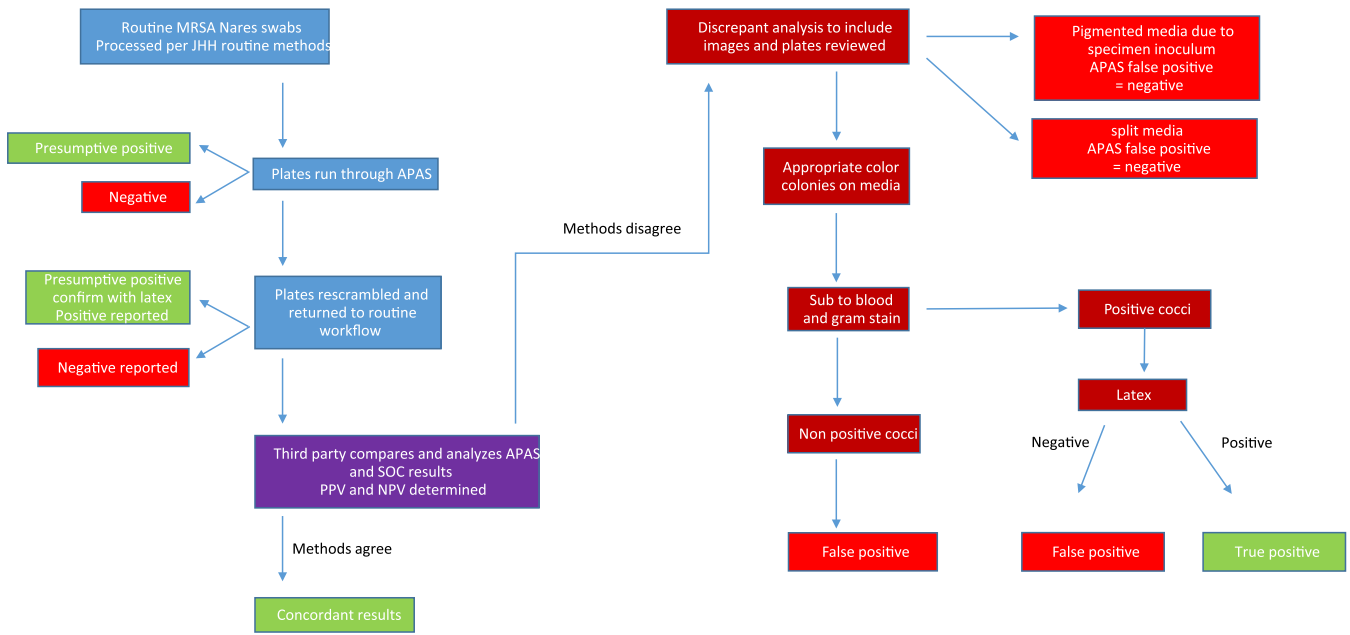 Routine MRSA Nares swabs
Processed per JHH routine methods
Presumptive positive
Plates run through APAS
Negative
Presumptive positive
confirm with latex
Positive reported
Plates rescrambled and
returned to routine
workflow
Negative reported
Third party compares and analyzes APAS
and SOC results
PPV and NPV determined
Methods agree
Concordant results
Methods disagree
Discrepant analysis to include
images and plates reviewed
Pigmented media due to
specimen inoculum
APAS false positive
= negative
split media
APAS false positive
= negative
Appropriate color
colonies on media
Sub to blood
and gram stain
Positive cocci
Latex
Non positive cocci
Negative
Positive
False positive
False positive
True positive